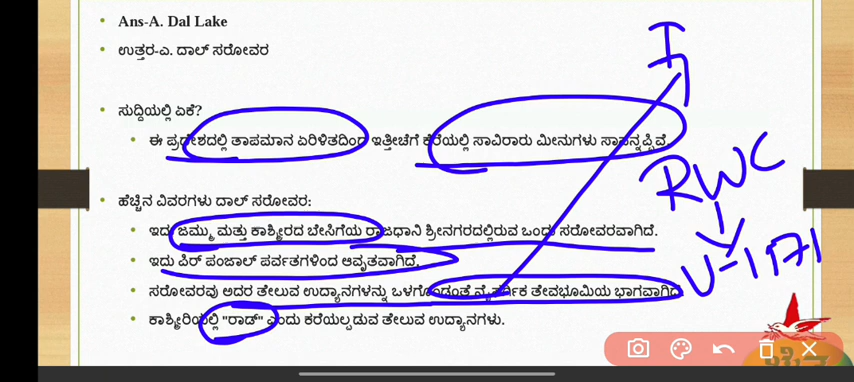 Ans-A. Dal Lake
ಉತ್ತರ-ಎ. ದಾಲ್ ಸರೋವರ
ಸುದ್ದಿಯಲ್ಲಿ ಏಕೆ?
ಈ ಪ್ರದೇಶದಲ್ಲಿ ತಾಪಮಾನ ಏರಿಳಿತದಿಂದ ಇತ್ತೀಚೆಗೆ ಕೆರೆಯಲ್ಲಿ ಸಾವಿರಾರು ಮೀನುಗಳು ಸಾವನ್ನಪ್ಪಿವೆ.
RWC
ಹೆಚ್ಚಿನ ವಿವರಗಳು ದಾಲ್ ಸರೋವರ:
ಇದು ಜಮ್ಮು ಮತ್ತು ಕಾಶ್ಮೀರದ ಬೇಸಿಗೆಯ ರಾಜಧಾನಿ ಶ್ರೀನಗರದಲ್ಲಿರುವ ಒಂದು ಸರೋವರವಾಗಿದೆ.
ಇದು ಪಿರ್ ಪಂಜಾಲ್ ಪರ್ವತಗಳಿಂದ ಆವೃತವಾಗಿದೆ.
ಸರೋವರವು ಅದರ ತೇಲುವ ಉದ್ಯಾನಗಳನ್ನು ಒಳಗೊಂಡಂತೆ ನೈಸರ್ಗಿಕ ತೇವಭೂಮಿಯ ಭಾಗವಾಗಿದೆ.
ಕಾಶ್ಮೀರಿಯಲ್ಲಿ "ರಾಡ್" ಎಂದು ಕರೆಯಲ್ಪಡುವ ತೇಲುವ ಉದ್ಯಾನಗಳು.